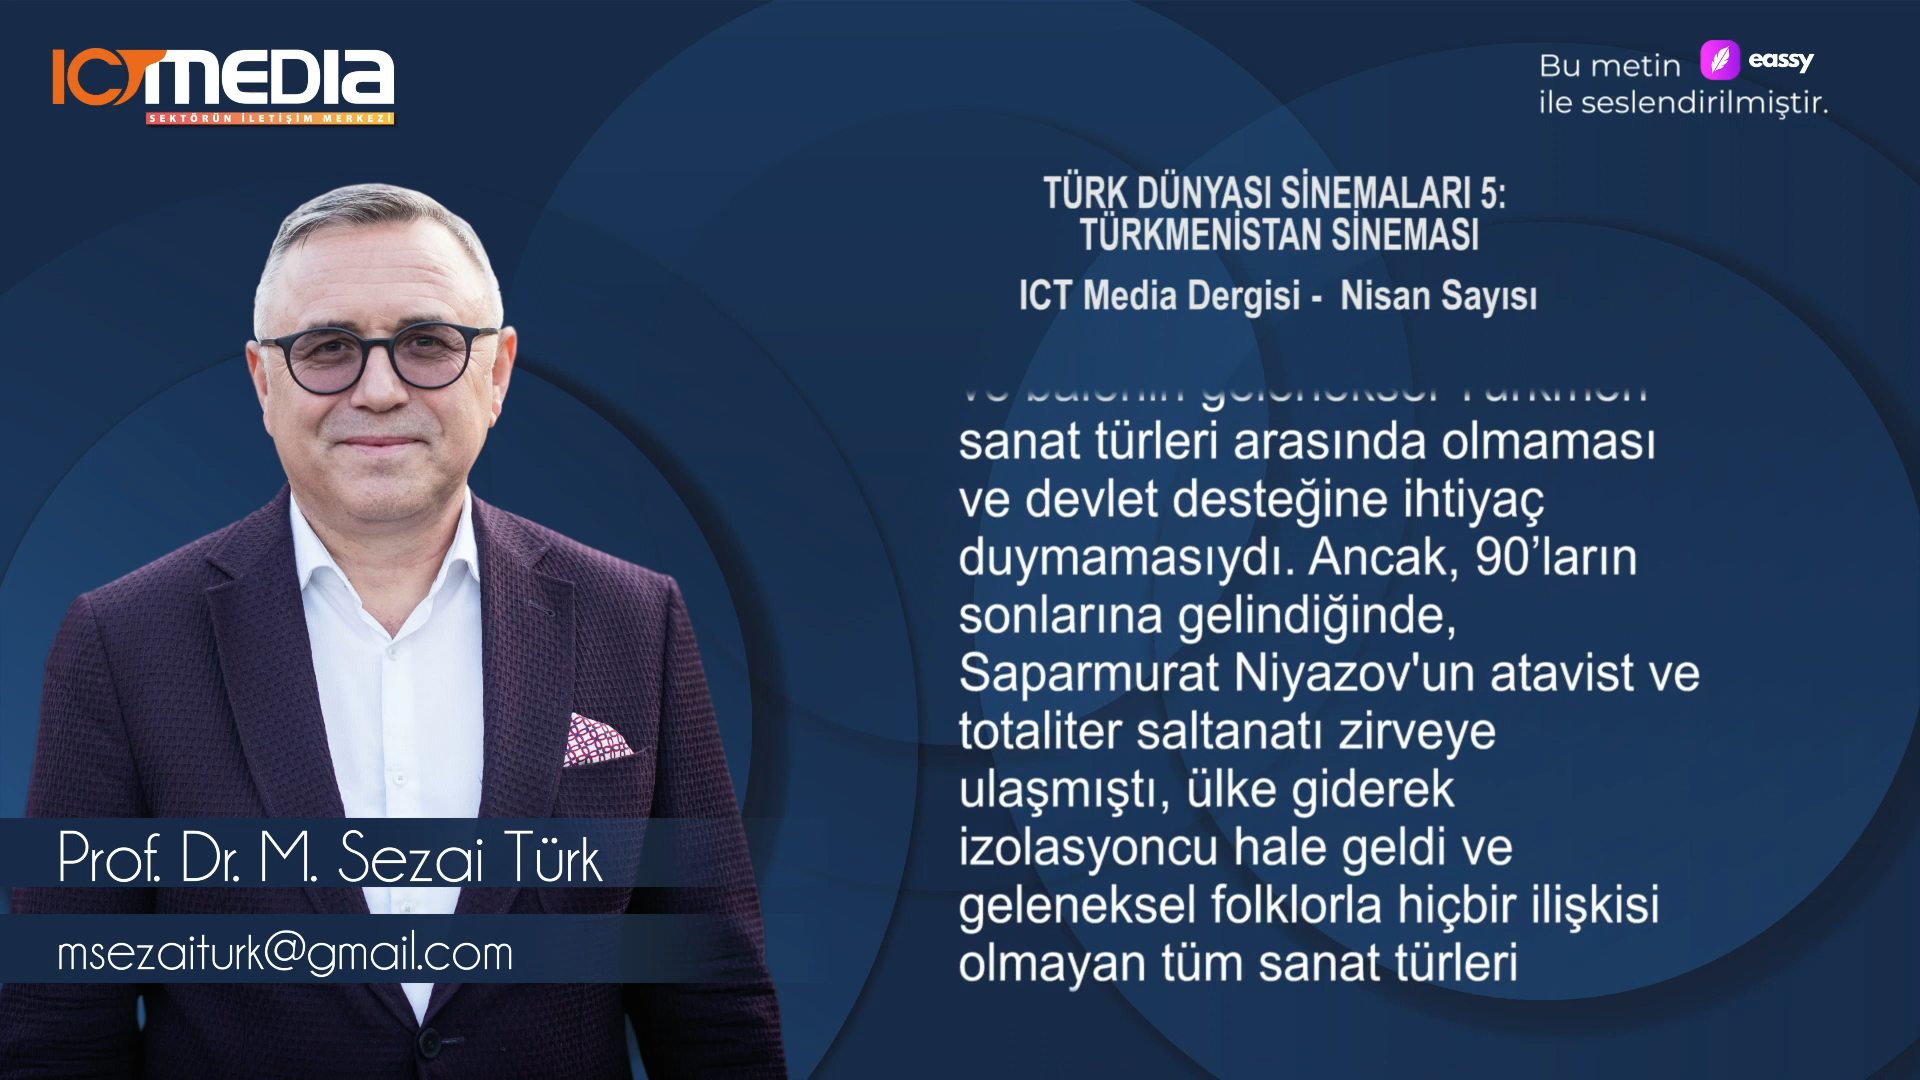 ICTMEDIA
SEKTÖRÜN İLETİŞİM MERKEZİ
Bu metin eassy
ile seslendirilmiştir.
TÜRK DÜNYASI SİNEMALARI 5:
TÜRKMENİSTAN SİNEMASI
ICT Media Dergisi - Nisan Sayısı
sanat türleri arasında olmaması
ve devlet desteğine ihtiyaç
duymamasıydı. Ancak, 90’ların
sonlarına gelindiğinde,
Saparmurat Niyazov'un atavist ve
totaliter saltanatı zirveye
ulaşmıştı, ülke giderek
izolasyoncu hale geldi ve
geleneksel folklorla hiçbir ilişkisi
olmayan tüm sanat türleri
Prof. Dr. M. Sezai Türk
msezaiturk@gmail.com